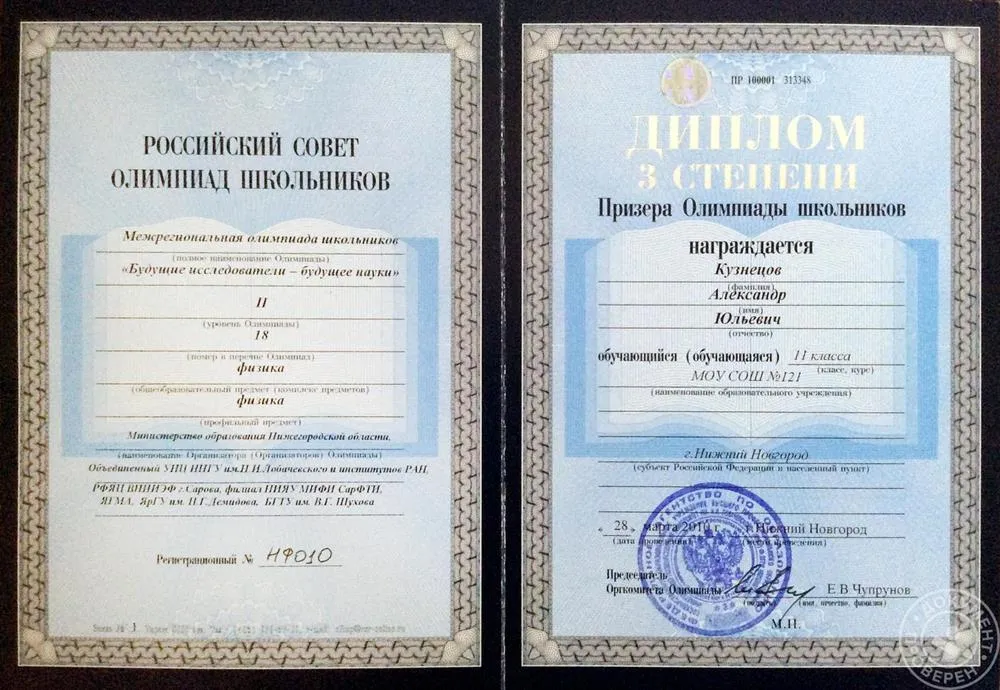 РОССИЙСКИЙ СОВЕТ
ОЛИМПИАД ШКОЛЬНИКОВ
Межрегиональная олимпиада школьников
(полное наименование Олимпиады)
«Будущие исследователи – будущее науки»
II
(уровень Олимпиады)
18
(номер в перечне Олимпиад)
физика
(общеобразовательный предмет (комплекс предметов)
физика
(профильный предмет)
Министерство образования Нижегородской области,
(наименование Организатора (Организаторов) Олимпиады)
Объединенный УНЦ ННГУ им.Н.И.Лобачевского и институтов РАН,
РФЯЦ ВНИИЭФ г.Сарова, филиал НИЯУ МИФИ СарФТИ,
ЯГМА, ЯрГУ им. П.Г.Демидова, БГТУ им. В.Г. Шухова
Регистрационный № НФ010
ПР 100001 313348
ДИПЛОМ
3 СТЕПЕНИ
Призера Олимпиады школьников
награждается
Кузнецов
(фамилия)
Александр
(имя)
Юльевич
(отчество)
обучающийся (обучающаяся) 11 класса
(класс, курс)
МОУ СОШ №121
(наименование образовательного учреждения)
г.Нижний Новгород
(субъект Российской Федерации и населенный пункт)
« 28 » марта 2010 г. г. Нижний Новгород
(дата проведения) (место проведения)
Председатель
Оргкомитета Олимпиады Е.В.Чупрунов
(подпись) (имя, отчество, фамилия)
М.П.
ДОКУМЕНТ ПРОВЕРЕН